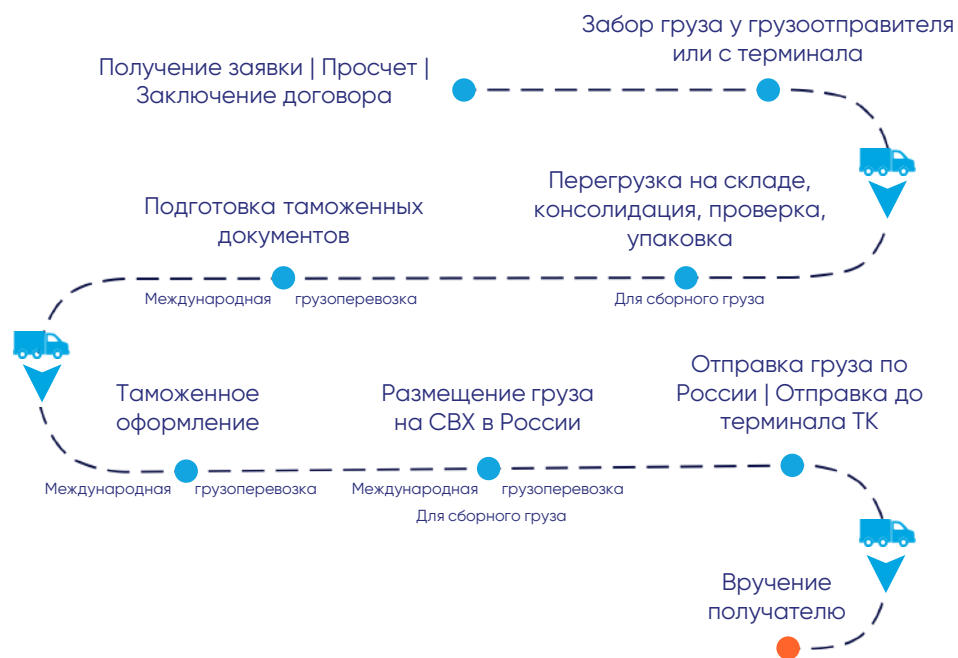 Получение заявки | Просчет |
Заключение договора
Забор груза у грузоотправителя
или с терминала
Перегрузка на складе,
консолидация, проверка,
упаковка
Для сборного груза
Подготовка таможенных
документов
Международная грузоперевозка
Таможенное
оформление
Международная грузоперевозка
Размещение груза
на СВХ в России
Международная грузоперевозка
Для сборного груза
Отправка груза по
России | Отправка до
терминала ТК
Вручение
получателю